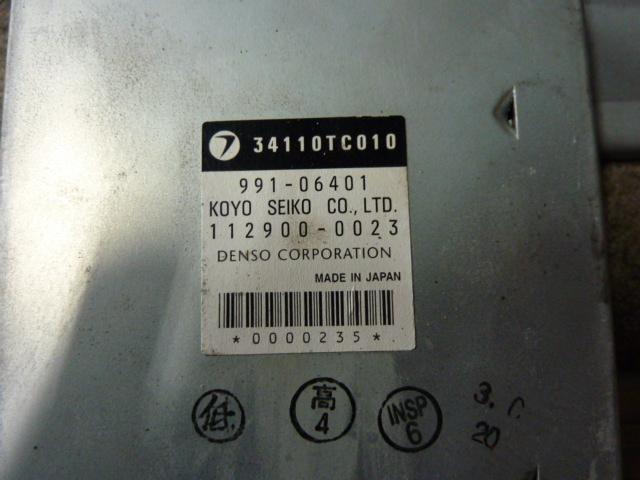 34110TC010
991-06401
KOYO SEIKO CO., LTD.
112900-0023
DENSO CORPORATION
MADE IN JAPAN
*0000235*
低 高 INSP
4 6
3.
20